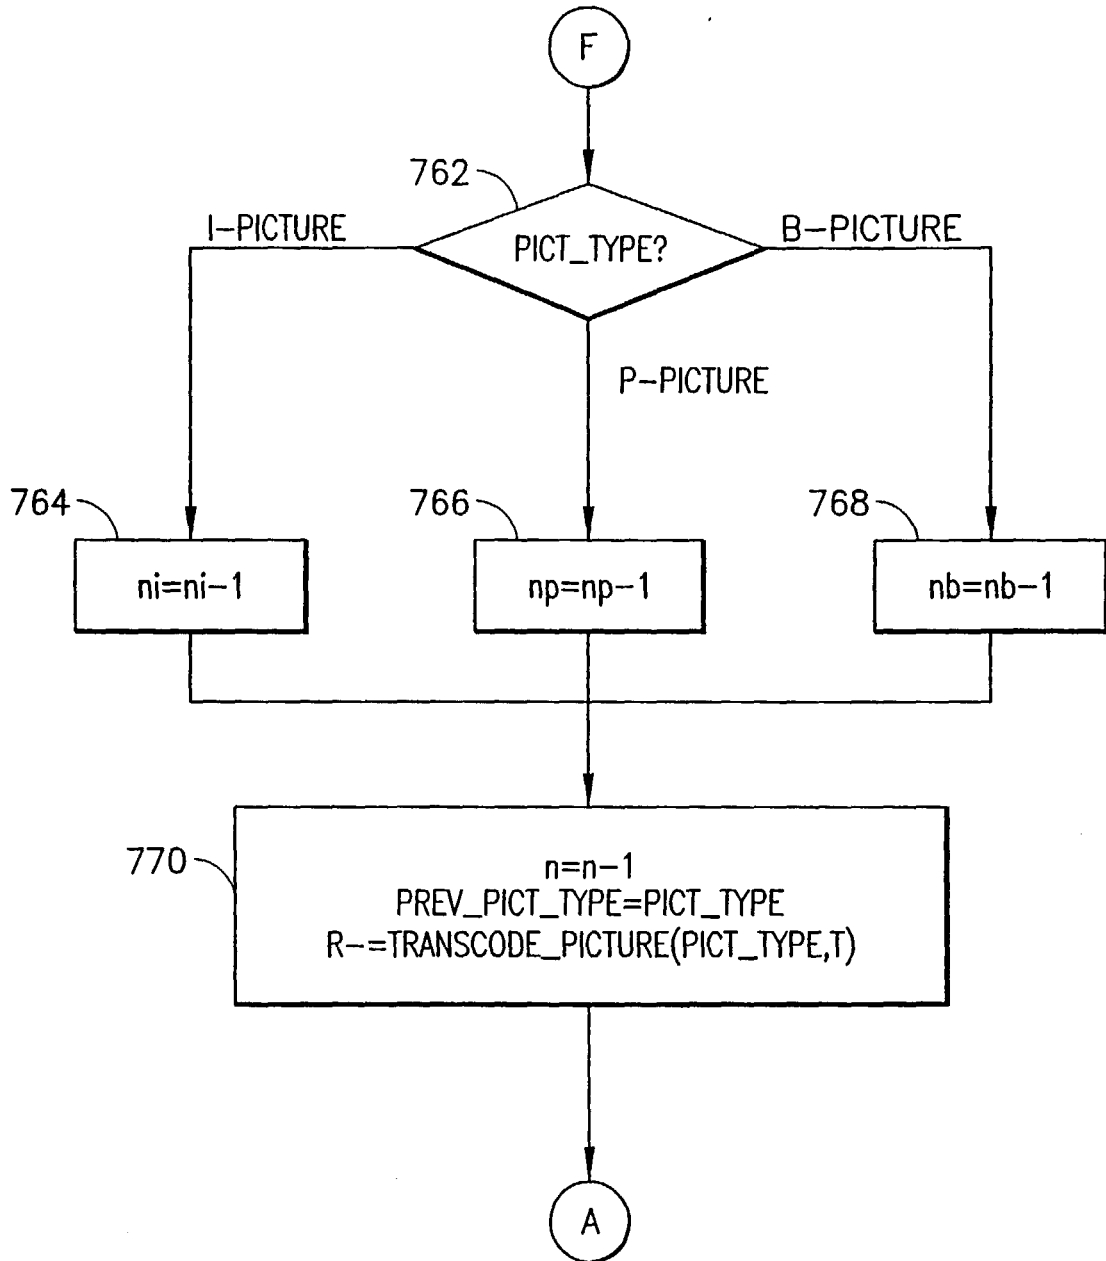 F
762
I-PICTURE
PICT_TYPE?
B-PICTURE
P-PICTURE
764
766
768
ni=ni-1
np=np-1
nb=nb-1
770
n=n-1
PREV_PICT_TYPE=PICT_TYPE
R-=TRANSCODE_PICTURE(PICT_TYPE,T)
A